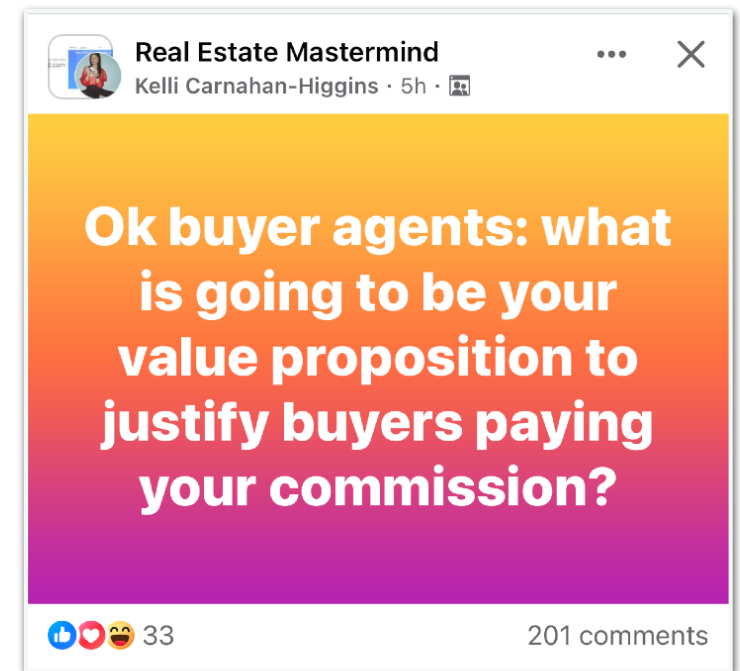 Real Estate Mastermind
Kelli Carnahan-Higgins · 5h ·
Ok buyer agents: what
is going to be your
value proposition to
justify buyers paying
your commission?
33
201 comments